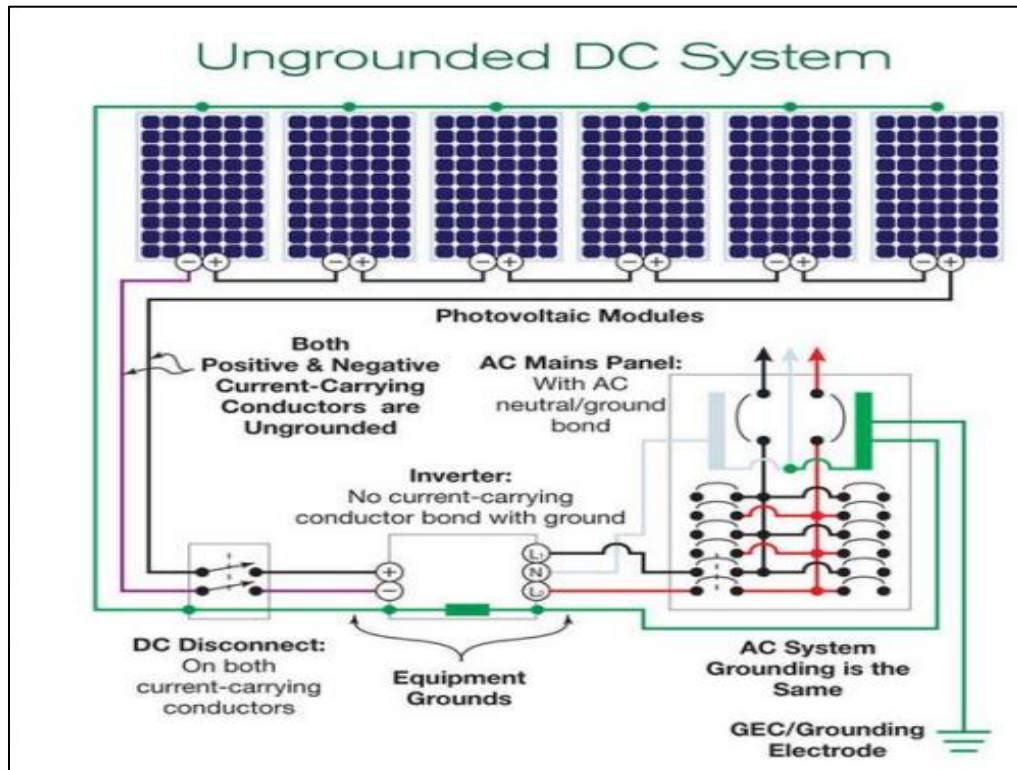 Ungrounded DC System
− + − + − + − + − + − +
Photovoltaic Modules
Both
Positive & Negative
Current-Carrying
Conductors are
Ungrounded
AC Mains Panel:
With AC
neutral/ground
bond
Inverter:
No current-carrying
conductor bond with ground
+
−
L₁
N
L₂
DC Disconnect:
On both
current-carrying
conductors
Equipment
Grounds
AC System
Grounding is the
Same
GEC/Grounding
Electrode